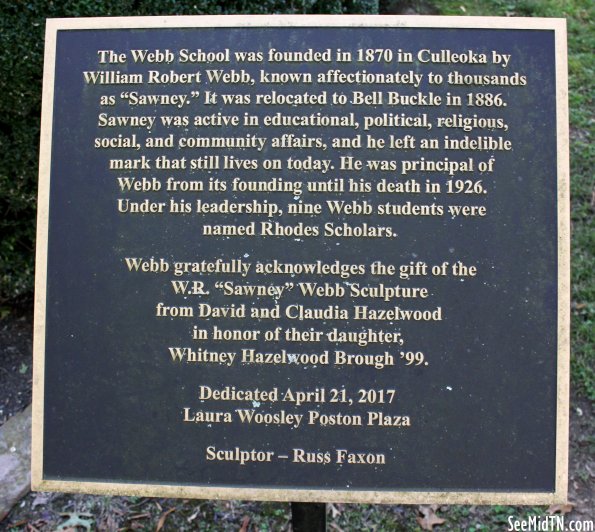 The Webb School was founded in 1870 in Culleoka by
William Robert Webb, known affectionately to thousands
as “Sawney.” It was relocated to Bell Buckle in 1886.
Sawney was active in educational, political, religious,
social, and community affairs, and he left an indelible
mark that still lives on today. He was principal of
Webb from its founding until his death in 1926.
Under his leadership, nine Webb students were
named Rhodes Scholars.
Webb gratefully acknowledges the gift of the
W.R. “Sawney” Webb Sculpture
from David and Claudia Hazelwood
in honor of their daughter,
Whitney Hazelwood Brough ’99.
Dedicated April 21, 2017
Laura Woosley Poston Plaza
Sculptor – Russ Faxon
SeeMidTN.com